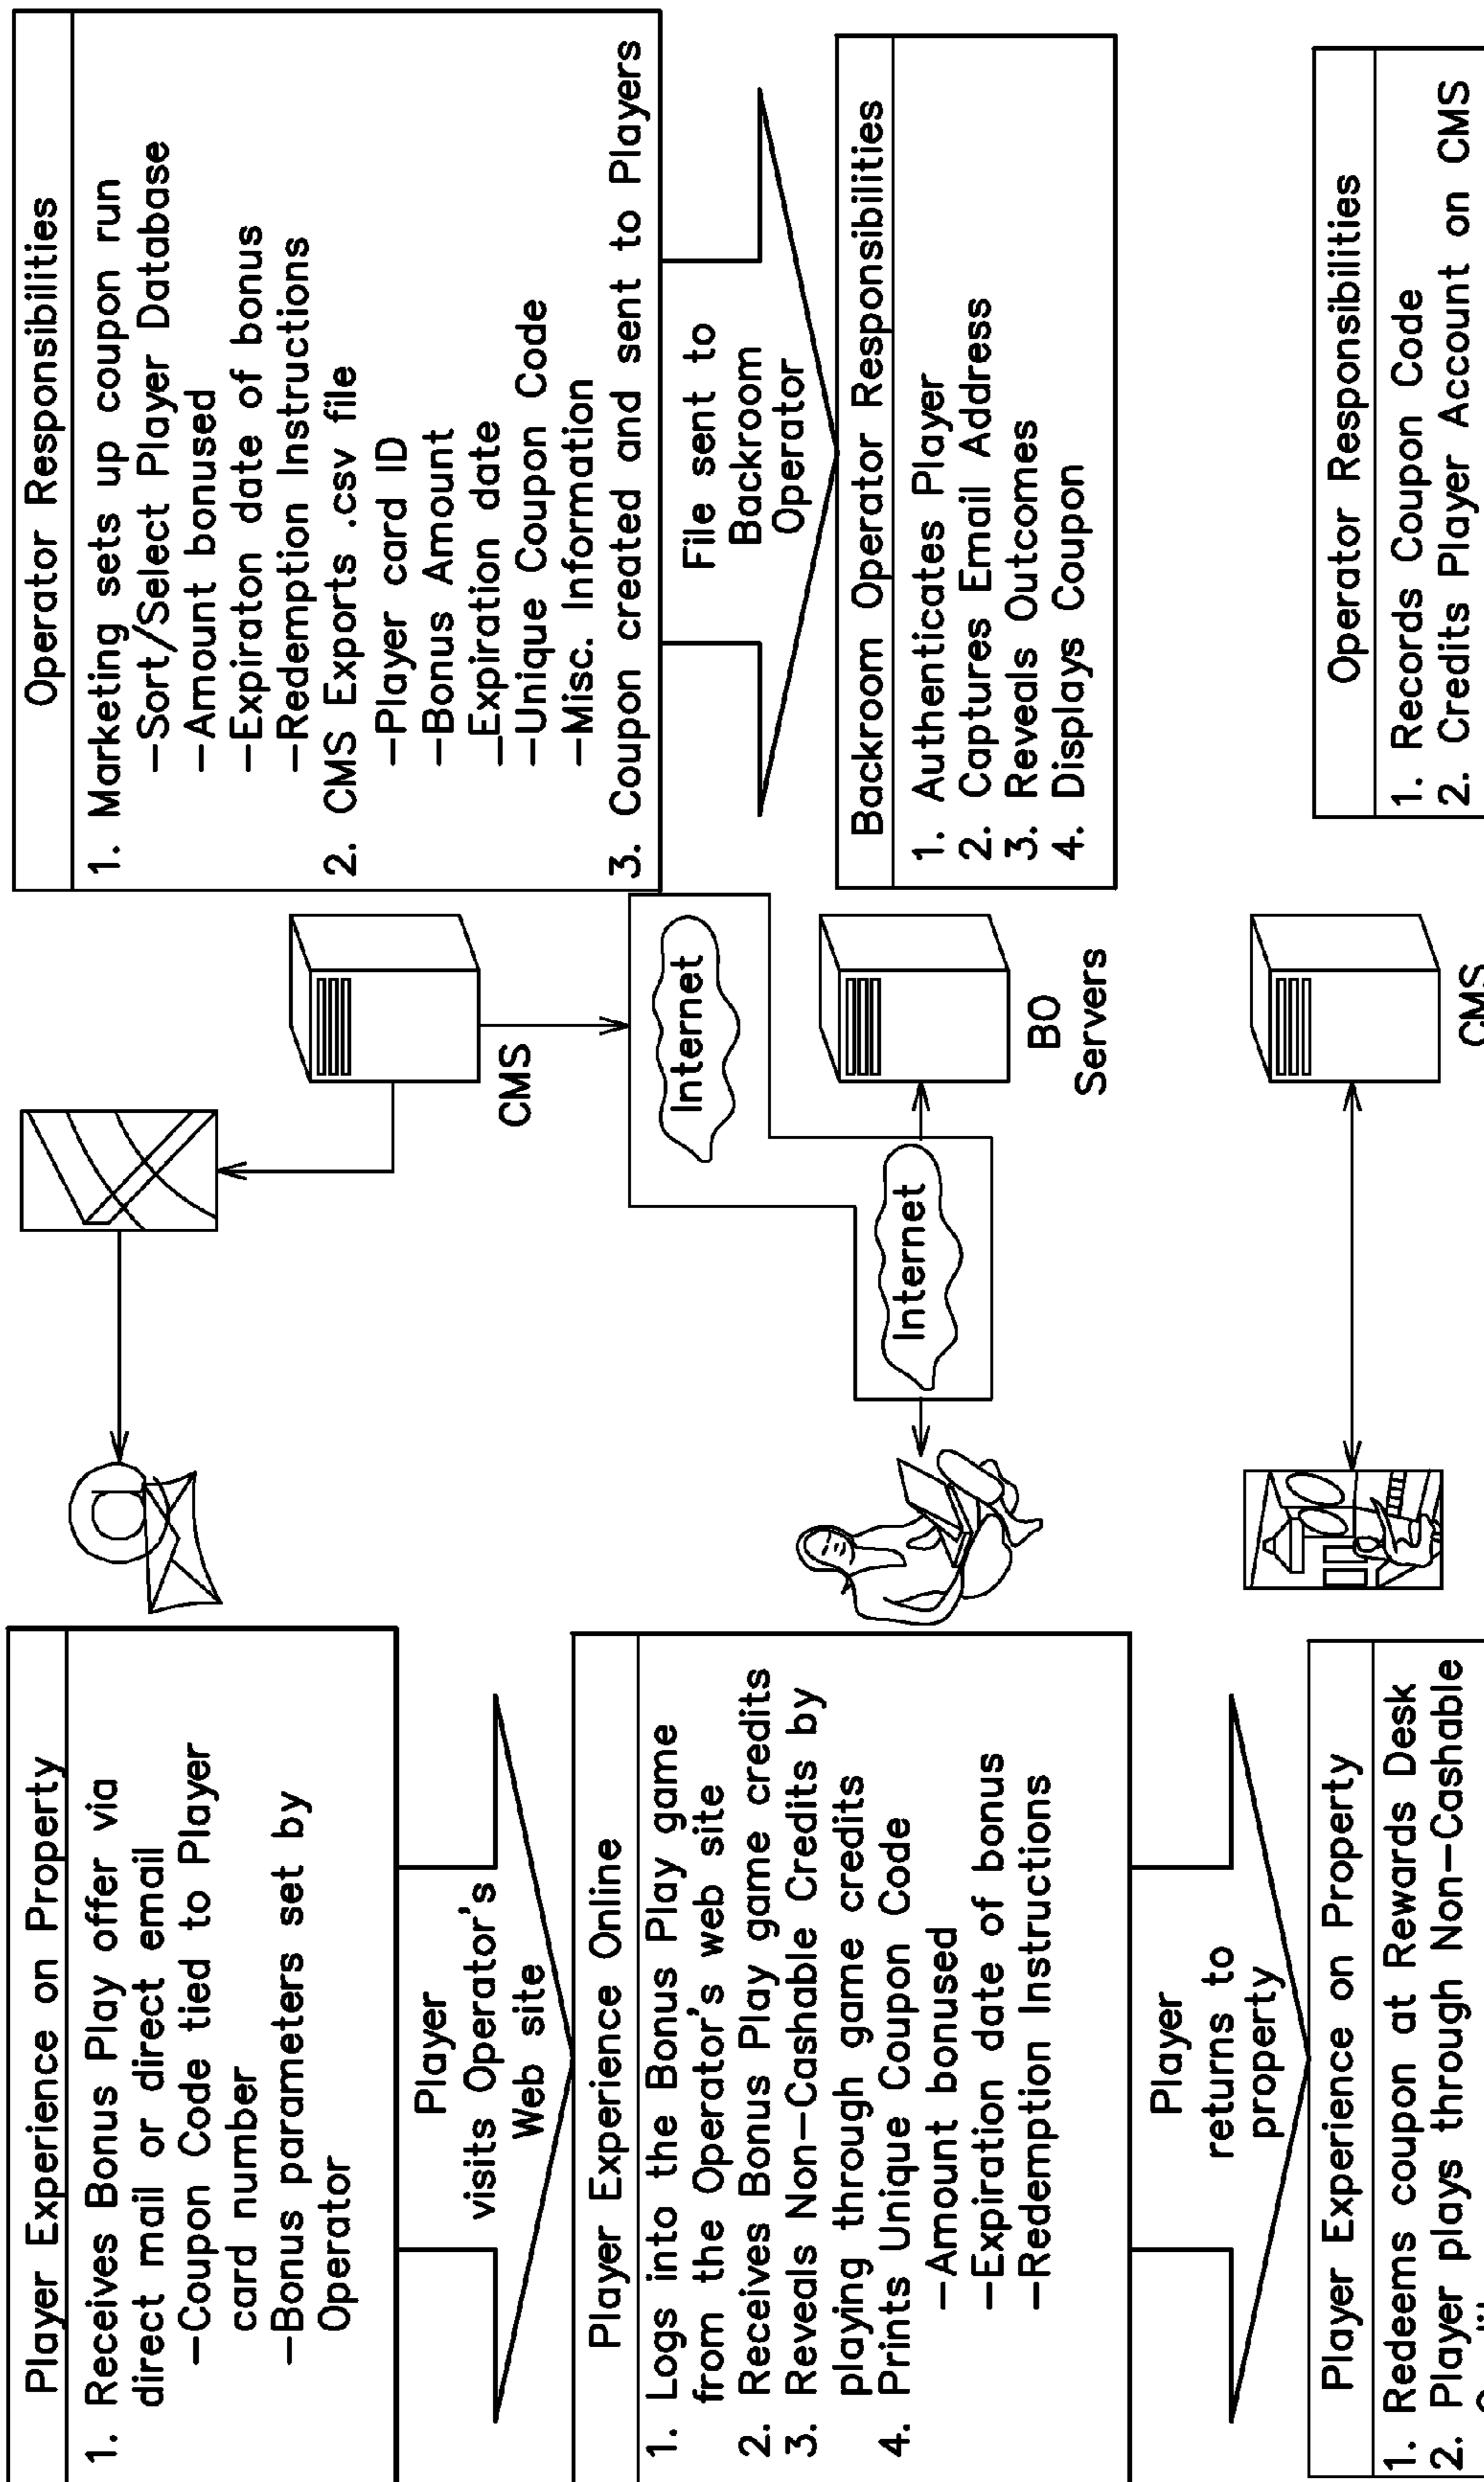 Player Experience on Property
1. Receives Bonus Play offer via
direct mail or direct email
–Coupon Code tied to Player
card number
–Bonus parameters set by
Operator
Player
visits Operator's
Web site
Player Experience Online
1. Logs into the Bonus Play game
from the Operator's web site
2. Receives Bonus Play game credits
3. Reveals Non–Cashable Credits by
playing through game credits
4. Prints Unique Coupon Code
–Amount bonused
–Expiration date of bonus
–Redemption Instructions
Player
returns to
property
Player Experience on Property
1. Redeems coupon at Rewards Desk
2. Player plays through Non–Cashable
CMS
Internet
Internet
BO
Servers
CMS
Operator Responsibilities
1. Marketing sets up coupon run
–Sort/Select Player Database
–Amount bonused
–Expiraton date of bonus
–Redemption Instructions
2. CMS Exports .csv file
–Player card ID
–Bonus Amount
_Expiration date
–Unique Coupon Code
–Misc. Information
3. Coupon created and sent to Players
File sent to
Backroom
Operator
Backroom Operator Responsibilities
1. Authenticates Player
2. Captures Email Address
3. Reveals Outcomes
4. Displays Coupon
Operator Responsibilities
1. Records Coupon Code
2. Credits Player Account on CMS